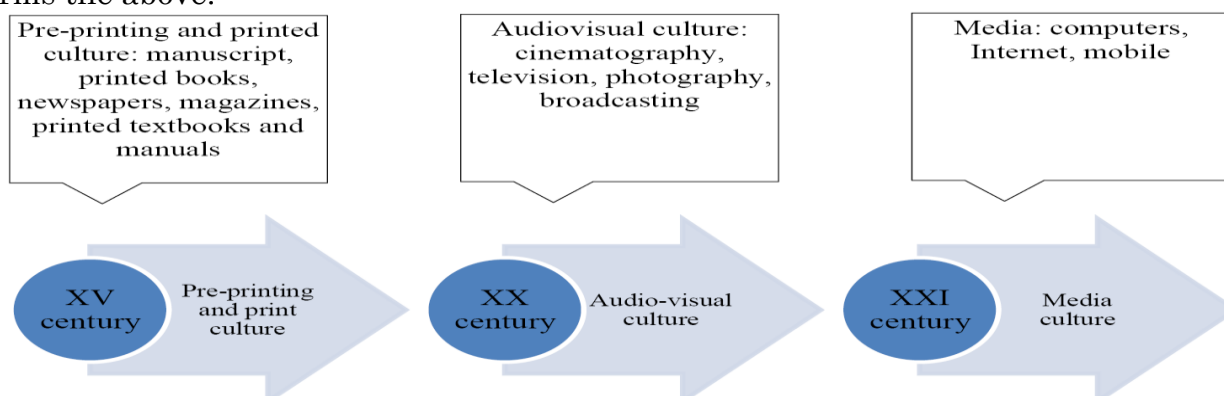 the above.
Pre-printing and printed
culture: manuscript,
printed books,
newspapers, magazines,
printed textbooks and
manuals
Audiovisual culture:
cinematography,
television, photography,
broadcasting
Media: computers,
Internet, mobile
XV
century
Pre-printing
and print
culture
XX
century
Audio-visual
culture
XXI
century
Media
culture